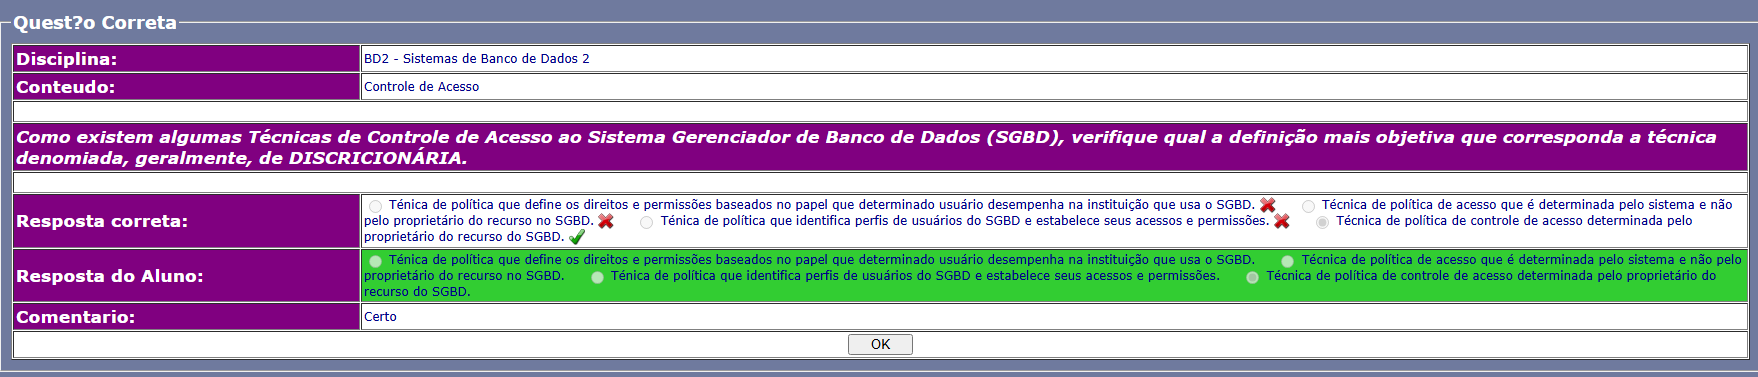 Quest?o Correta
Disciplina: BD2 - Sistemas de Banco de Dados 2
Conteudo: Controle de Acesso
Como existem algumas Técnicas de Controle de Acesso ao Sistema Gerenciador de Banco de Dados (SGBD), verifique qual a definição mais objetiva que corresponda a técnica
denomiada, geralmente, de DISCRICIONÁRIA.
Resposta correta:
Ténica de política que define os direitos e permissões baseados no papel que determinado usuário desempenha na instituição que usa o SGBD. Técnica de política de acesso que é determinada pelo sistema e não
pelo proprietário do recurso no SGBD. Ténica de política que identifica perfis de usuários do SGBD e estabelece seus acessos e permissões. Técnica de política de controle de acesso determinada pelo
proprietário do recurso do SGBD.
Resposta do Aluno:
Ténica de política que define os direitos e permissões baseados no papel que determinado usuário desempenha na instituição que usa o SGBD. Técnica de política de acesso que é determinada pelo sistema e não pelo
proprietário do recurso no SGBD. Ténica de política que identifica perfis de usuários do SGBD e estabelece seus acessos e permissões. Técnica de política de controle de acesso determinada pelo proprietário do
recurso do SGBD.
Comentario: Certo
OK